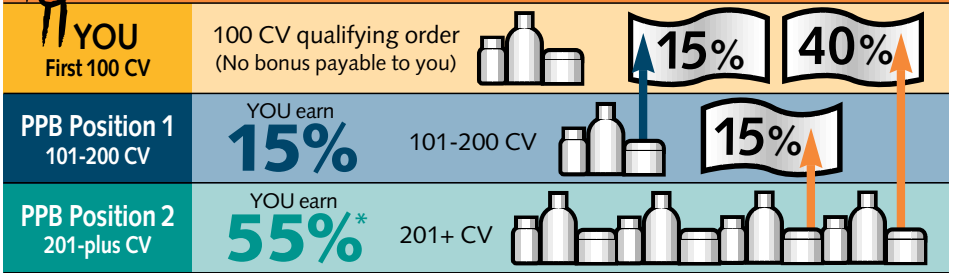 YOU
First 100 CV
100 CV qualifying order
(No bonus payable to you)
15%
40%
PPB Position 1
101-200 CV
YOU earn
15%
101-200 CV
15%
PPB Position 2
201-plus CV
YOU earn
55%*
201+ CV